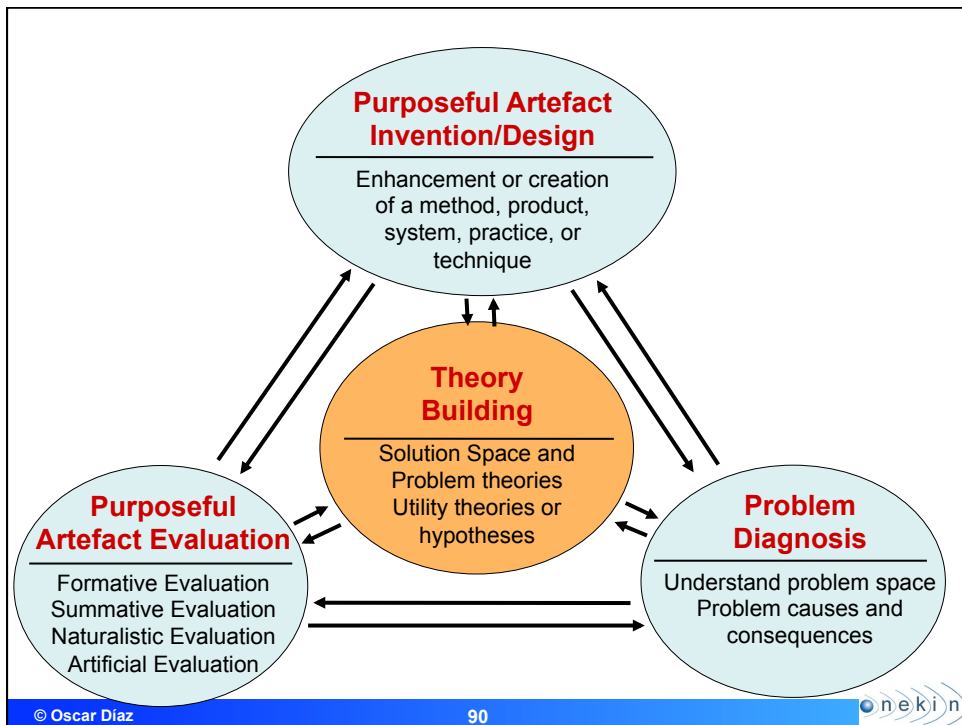 Purposeful Artefact
Invention/Design
Enhancement or creation
of a method, product,
system, practice, or
technique
Theory
Building
Solution Space and
Problem theories
Utility theories or
hypotheses
Purposeful
Artefact Evaluation
Formative Evaluation
Summative Evaluation
Naturalistic Evaluation
Artificial Evaluation
Problem
Diagnosis
Understand problem space
Problem causes and
consequences
© Oscar Díaz
90
onekin